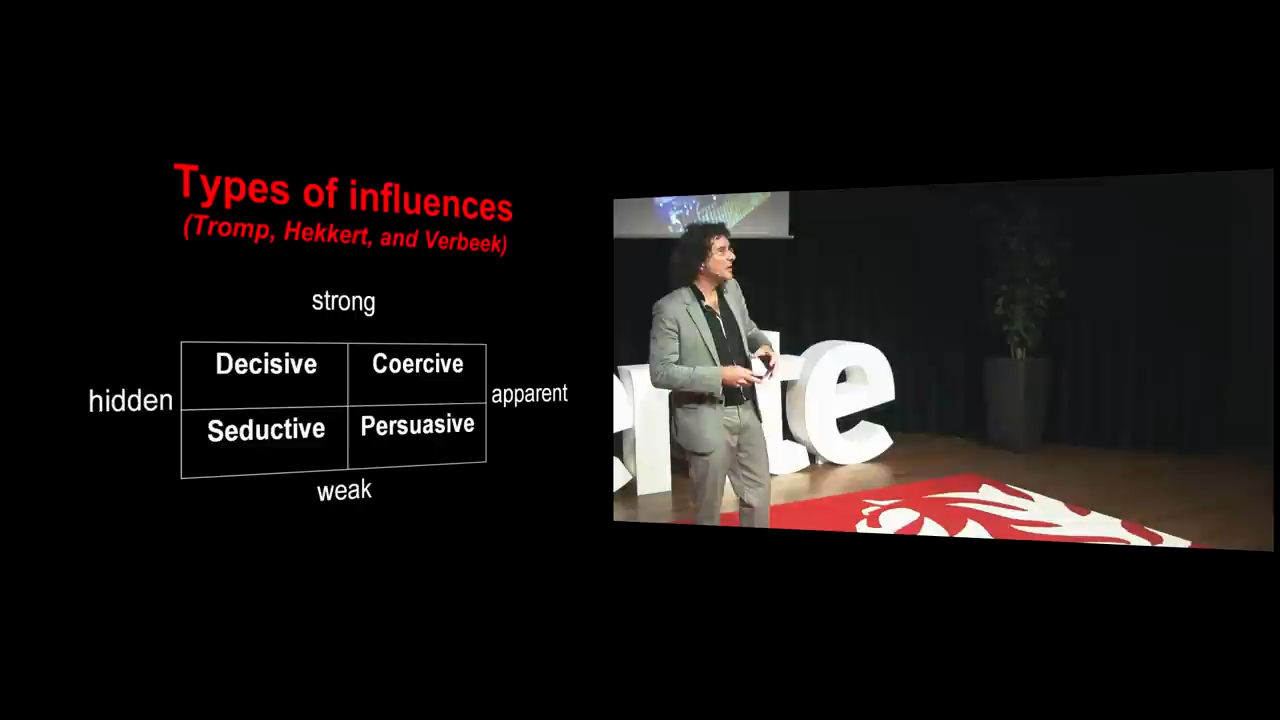 Types of influences
(Tromp, Hekkert, and Verbeek)
strong
Decisive Coercive
hidden apparent
Seductive Persuasive
weak